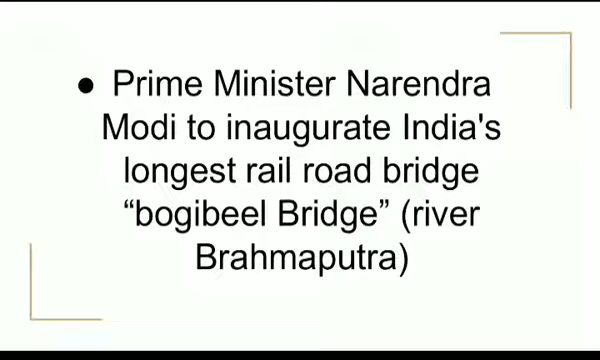 ● Prime Minister Narendra
Modi to inaugurate India's
longest rail road bridge
“bogibeel Bridge” (river
Brahmaputra)